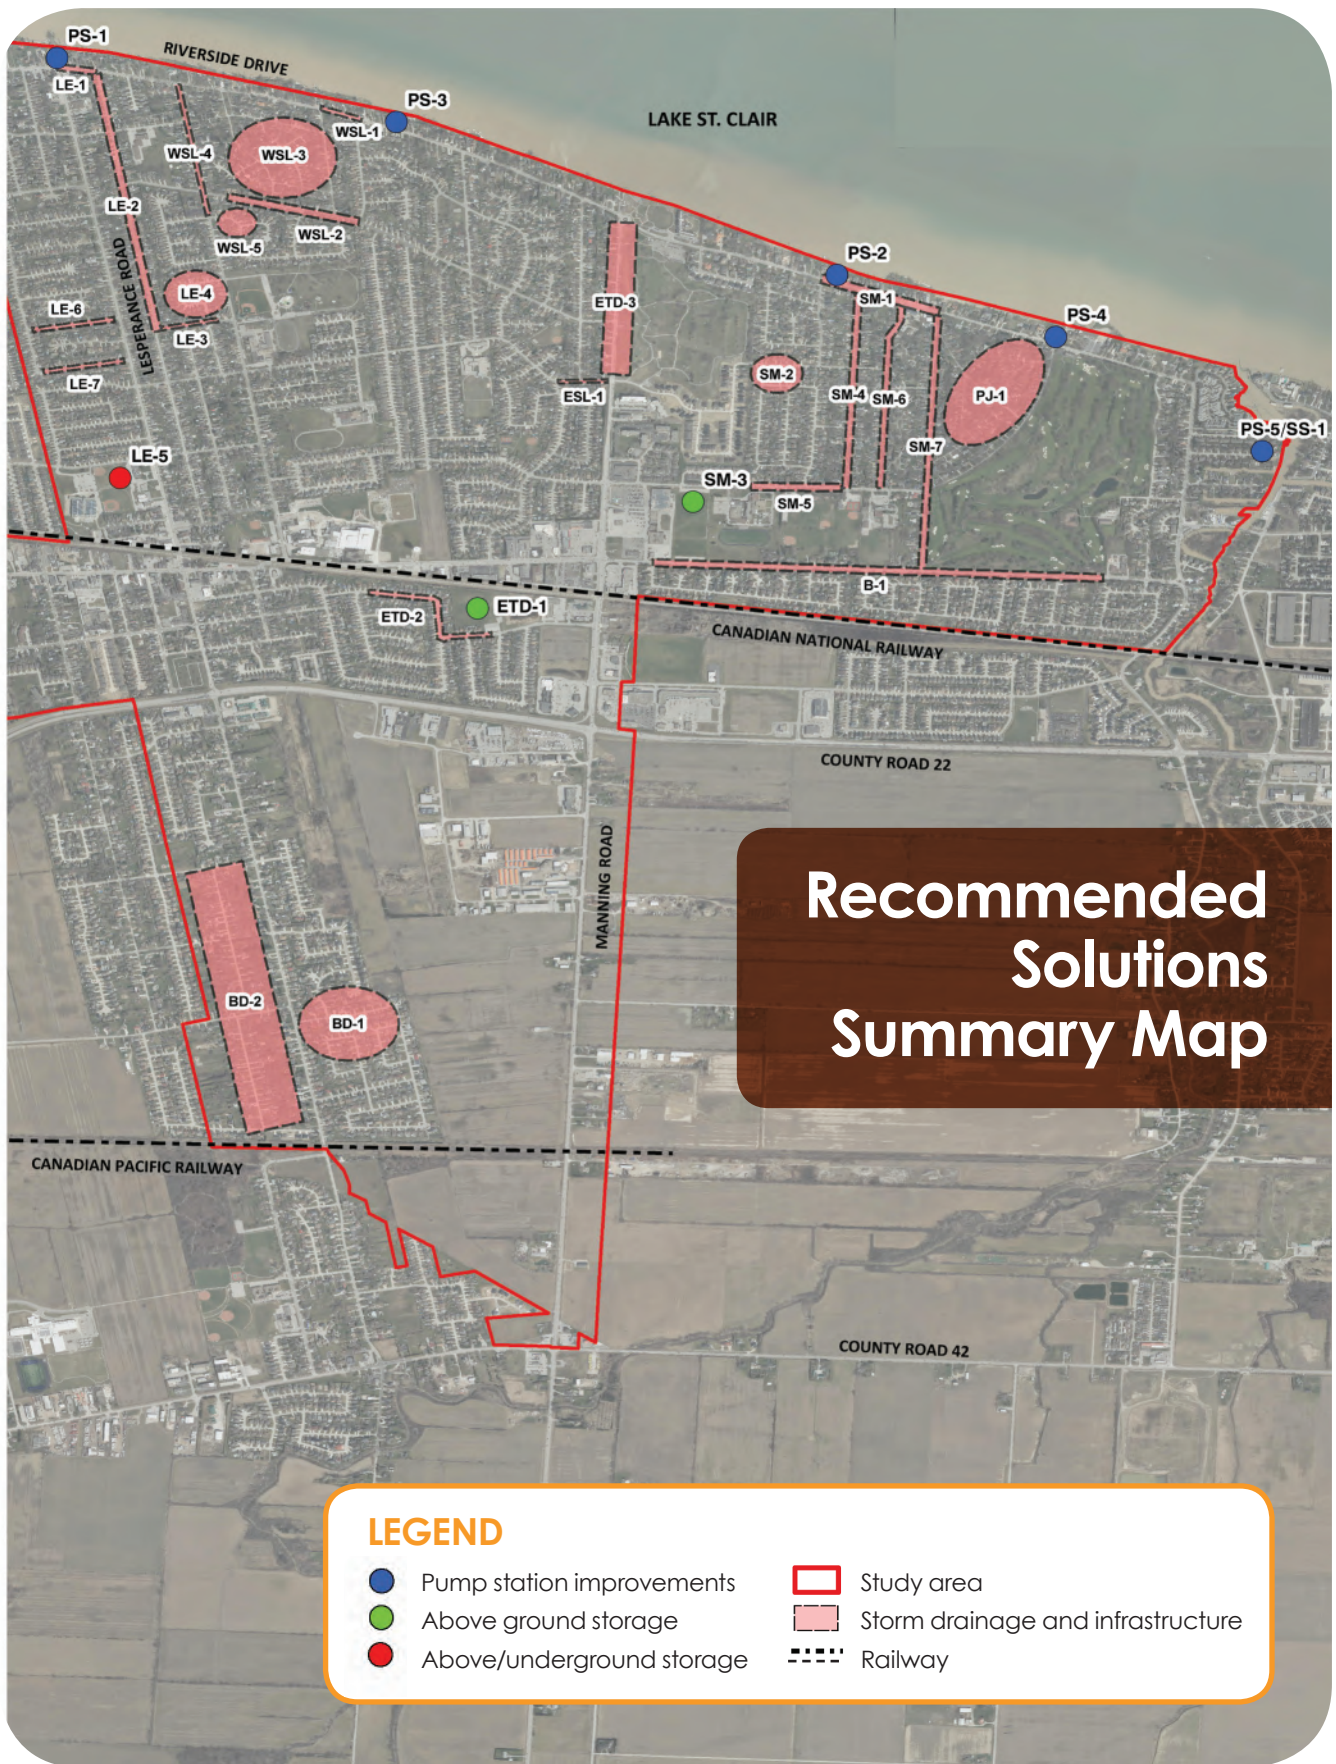 PS-1
RIVERSIDE DRIVE
LE-1
PS-3
WSL-1
LAKE ST. CLAIR
WSL-4
WSL-3
LE-2
WSL-2
WSL-5
LESPERANCE ROAD
PS-2
LE-4
ETD-3
SM-1
LE-6
PS-4
LE-3
LE-7
SM-2
ESL-1
SM-4
SM-6
PJ-1
PS-5/SS-1
SM-7
LE-5
SM-3
SM-5
B-1
ETD-2
ETD-1
CANADIAN NATIONAL RAILWAY
COUNTY ROAD 22
MANNING ROAD
Recommended
Solutions
Summary Map
BD-2
BD-1
CANADIAN PACIFIC RAILWAY
COUNTY ROAD 42
LEGEND
Pump station improvements
Above ground storage
Above/underground storage
Study area
Storm drainage and infrastructure
Railway